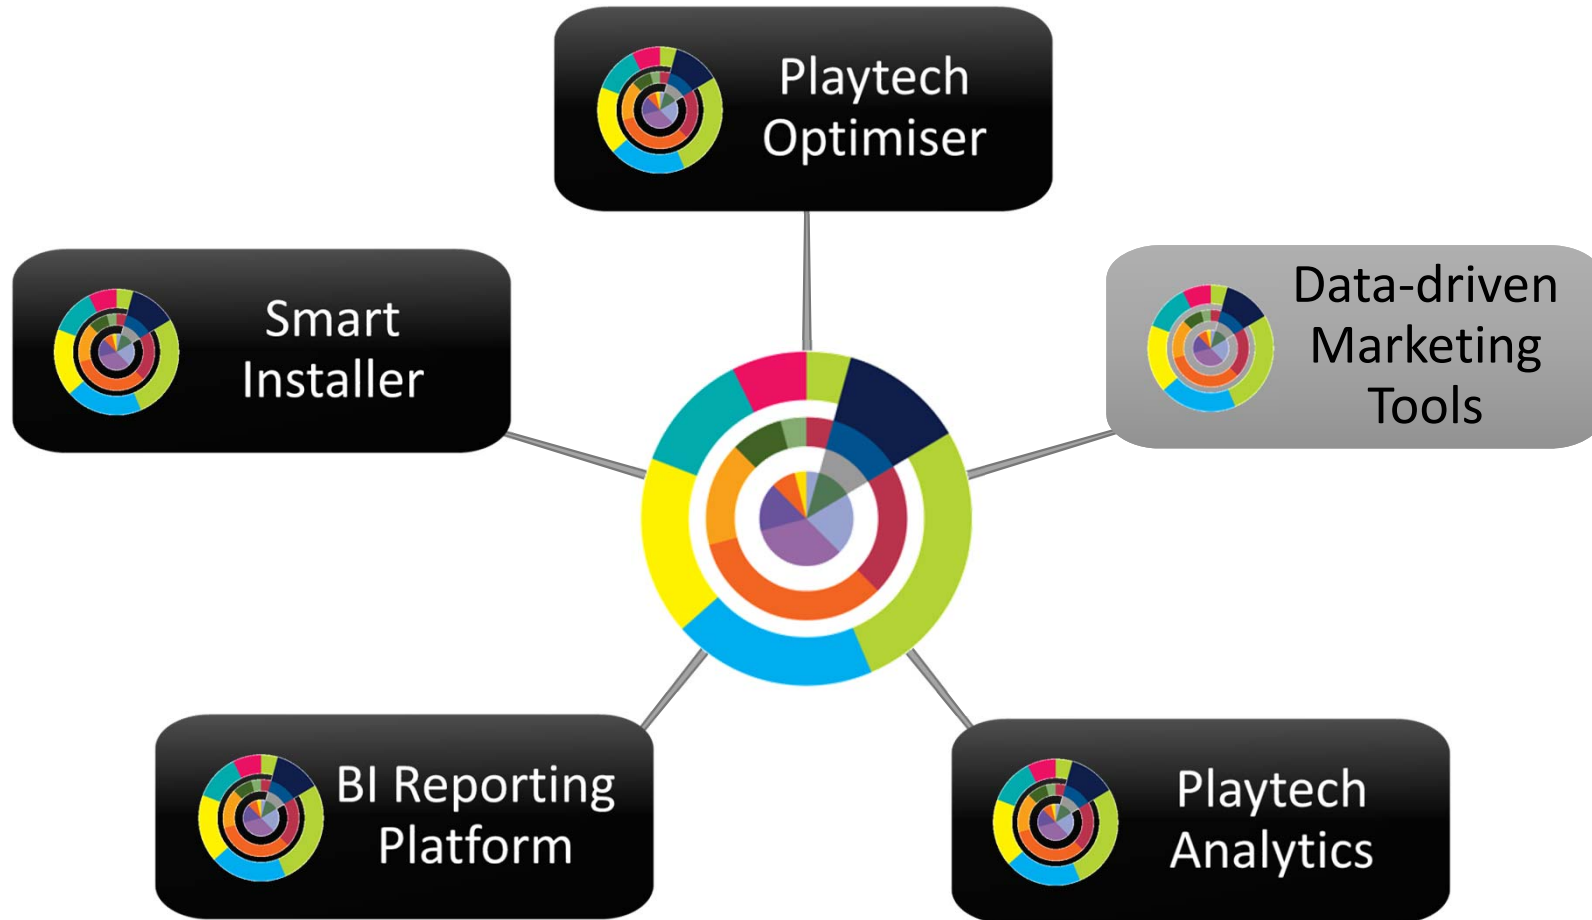 Playtech
Optimiser
Smart
Installer
Data-driven
Marketing
Tools
BI Reporting
Platform
Playtech
Analytics